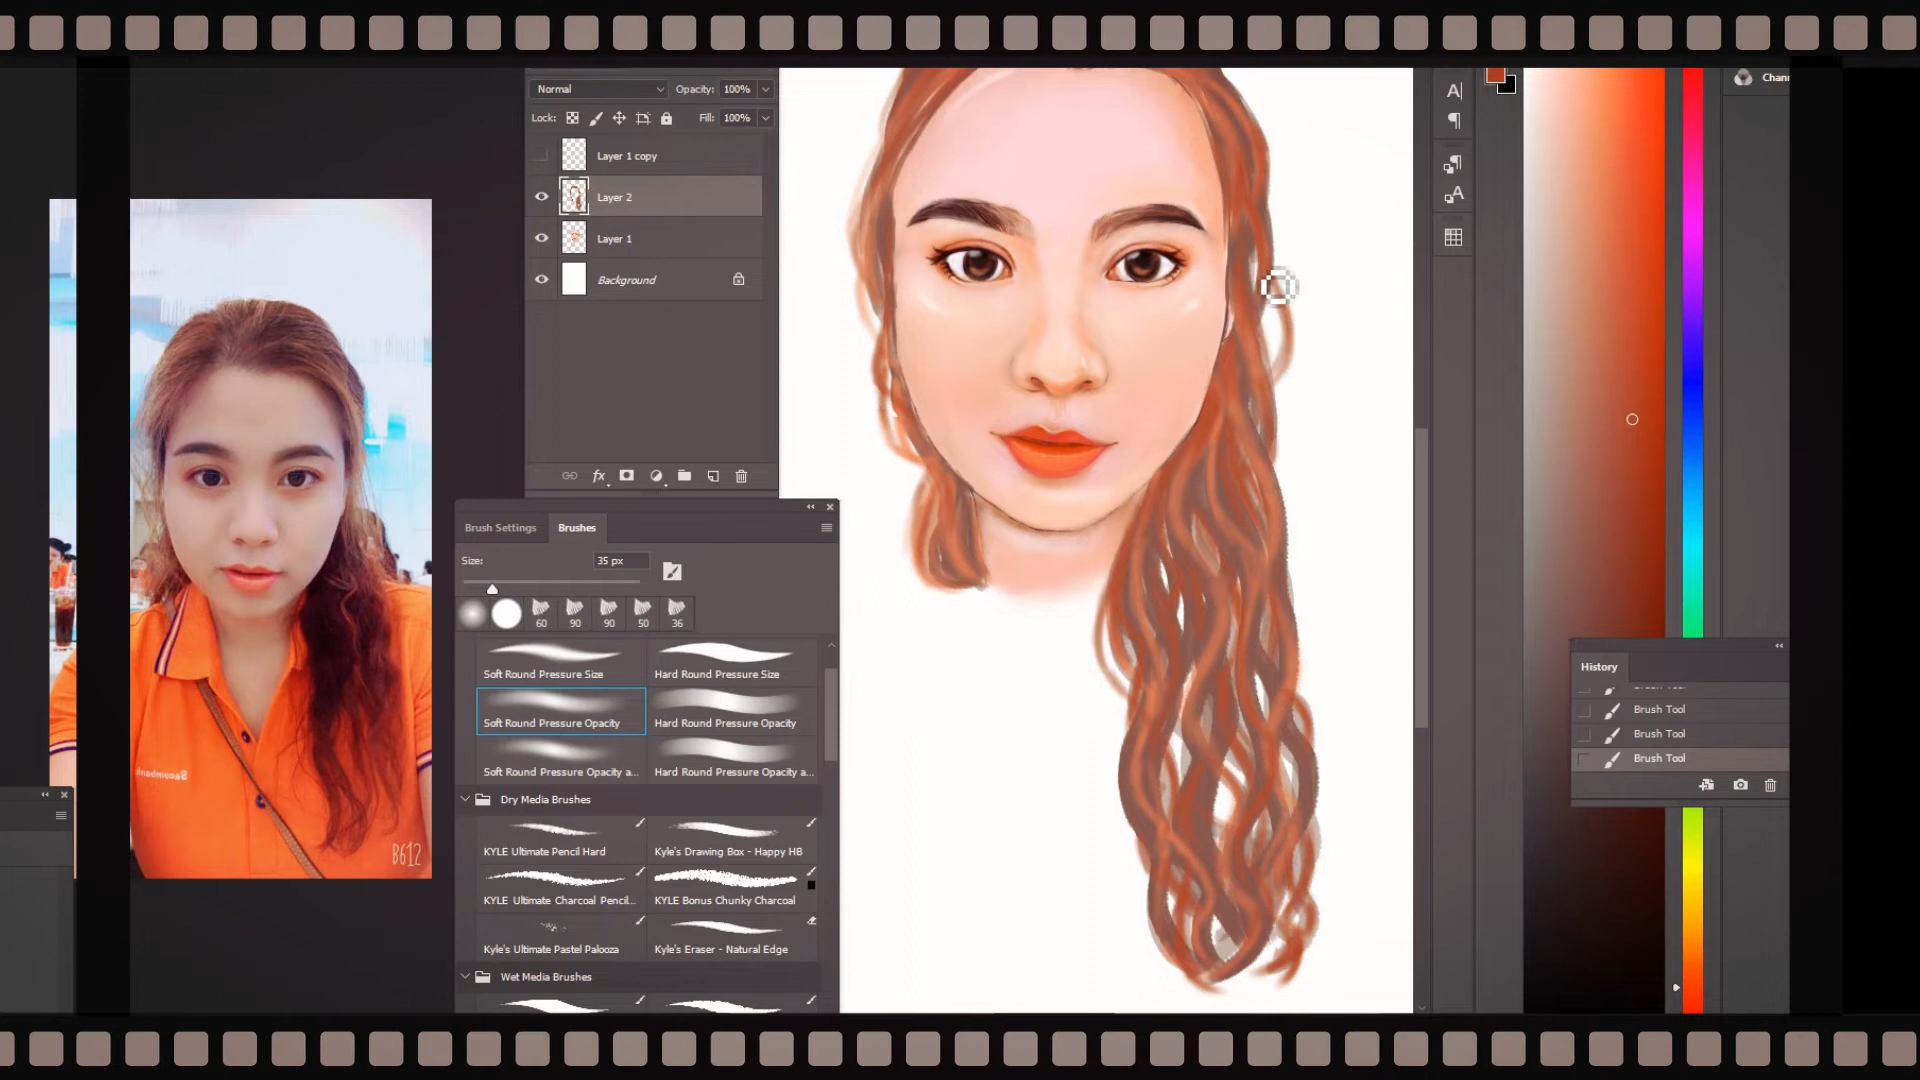 Normal Opacity: 100%
Lock: Fill: 100%
Layer 1 copy
Layer 2
Layer 1
Background
Brush Settings Brushes
Size: 35 px
60 90 90 50 36
Soft Round Pressure Size Hard Round Pressure Size
Soft Round Pressure Opacity Hard Round Pressure Opacity
Soft Round Pressure Opacity a... Hard Round Pressure Opacity a...
Dry Media Brushes
KYLE Ultimate Pencil Hard Kyle's Drawing Box - Happy HB
KYLE Ultimate Charcoal Pencil... KYLE Bonus Chunky Charcoal
Kyle's Ultimate Pastel Palooza Kyle's Eraser - Natural Edge
Wet Media Brushes
Sacombank
B612
Chann
History
Brush Tool
Brush Tool
Brush Tool
Brush Tool